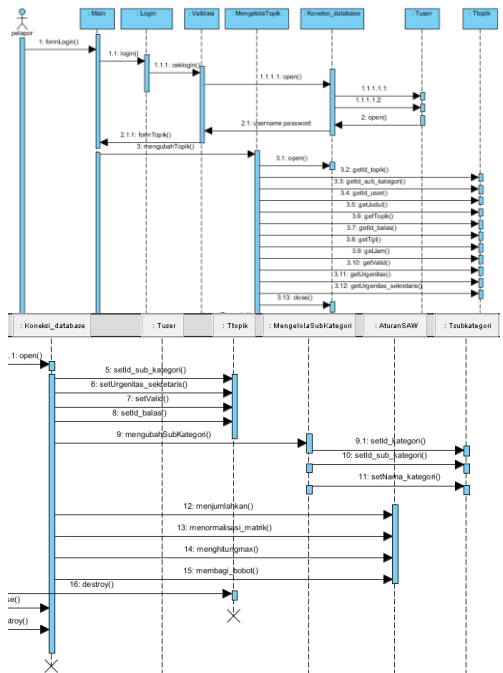 : Main
: Login
: Validasi
: MengelolaTopik
: Koneksi_database
: Tuser
: Ttopik
pelapor
1: formLogin()
1.1: login()
1.1.1: ceklogin()
1.1.1.1: open()
1.1.1.1.1:
1.1.1.1.2:
2: open()
2.1: username password
2.1.1: formTopik()
3: mengubahTopik()
3.1: open()
3.2: getId_topik()
3.3: getId_sub_kategori()
3.4: getId_user()
3.5: getJudul()
3.6: getTopik()
3.7: getId_balas()
3.8: getTgl()
3.9: getJam()
3.10: getValid()
3.11: getUrgenitas()
3.12: getUrgenitas_sekretaris()
3.13: close()
: Koneksi_database
: Tuser
: Ttopik
: MengelolaSubKategori
: AturanSAW
: Tsubkategori
.1: open()
5: setId_sub_kategori()
6: setUrgenitas_sekretaris()
7: setValid()
8: setId_balas()
9: mengubahSubKategori()
9.1: setId_kategori()
10: setId_sub_kategori()
11: setNama_kategori()
12: menjumlahkan()
13: menormalisasi_matrik()
14: menghitungmax()
15: membagi_bobot()
16: destroy()
se()
stroy()